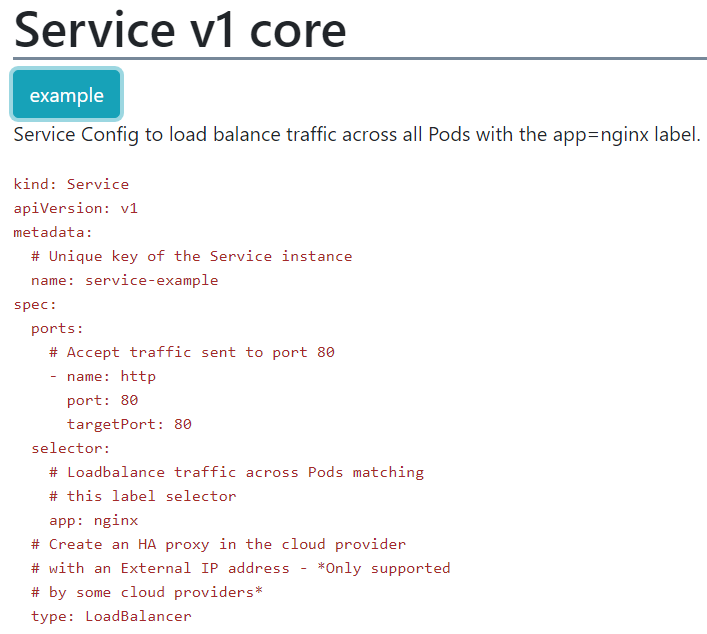 Service v1 core
example
Service Config to load balance traffic across all Pods with the app=nginx label.
kind: Service
apiVersion: v1
metadata:
  # Unique key of the Service instance
  name: service-example
spec:
  ports:
    # Accept traffic sent to port 80
    - name: http
      port: 80
      targetPort: 80
  selector:
    # Loadbalance traffic across Pods matching
    # this label selector
    app: nginx
  # Create an HA proxy in the cloud provider
  # with an External IP address - *Only supported
  # by some cloud providers*
  type: LoadBalancer